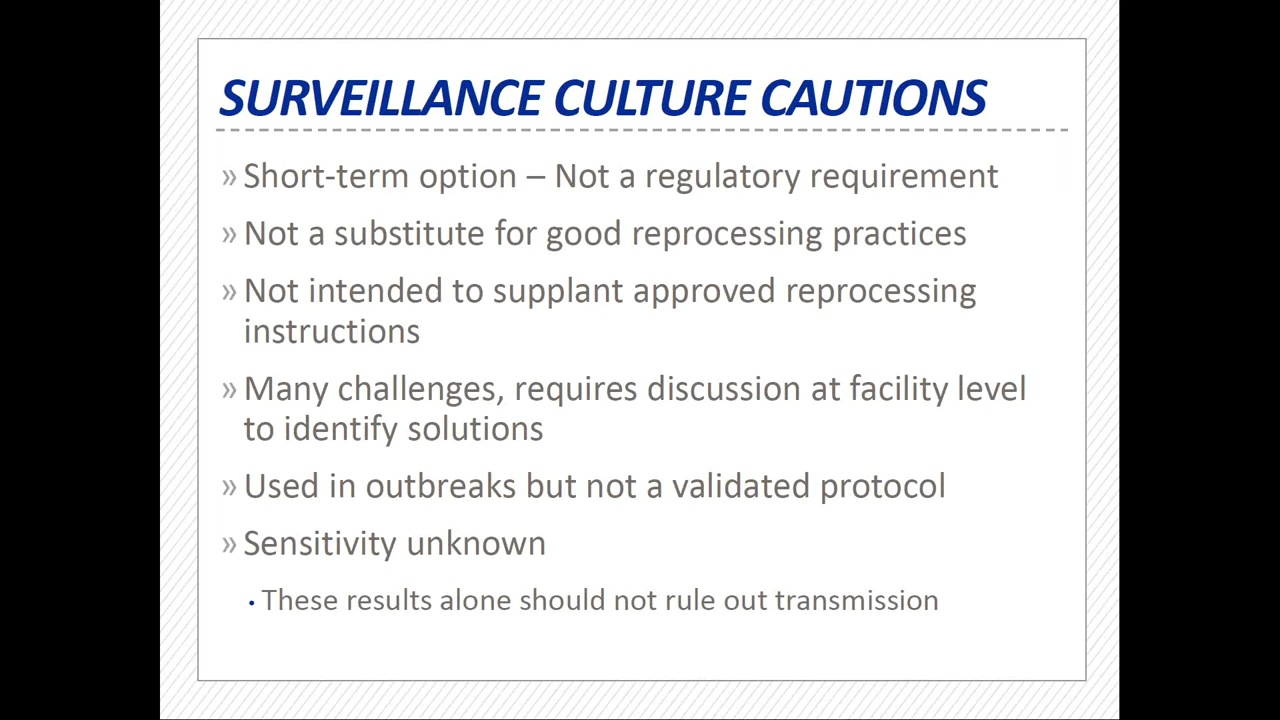 SURVEILLANCE CULTURE CAUTIONS
» Short-term option – Not a regulatory requirement
» Not a substitute for good reprocessing practices
» Not intended to supplant approved reprocessing
instructions
» Many challenges, requires discussion at facility level
to identify solutions
» Used in outbreaks but not a validated protocol
» Sensitivity unknown
• These results alone should not rule out transmission